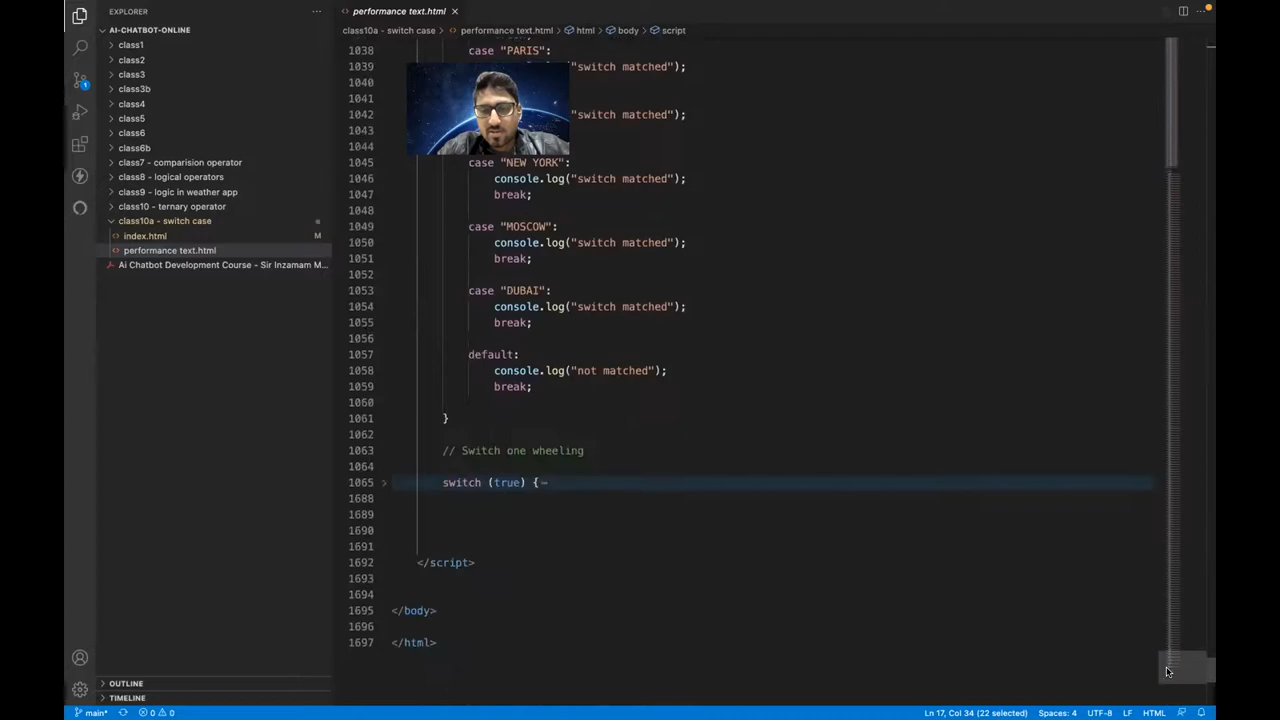 EXPLORER
AI-CHATBOT-ONLINE
class1
class2
class3
class3b
class4
class5
class6
class6b
class7 - comparision operator
class8 - logical operators
class9 - logic in weather app
class10 - ternary operator
class10a - switch case
index.html M
performance text.html
Ai Chatbot Development Course - Sir Inzamam M...
OUTLINE
TIMELINE
1
performance text.html
class10a - switch case > performance text.html > html > body > script
1038 case "PARIS":
1039 "switch matched");
1040
1041
1042 "switch matched");
1043
1044
1045 case "NEW YORK":
1046 console.log("switch matched");
1047 break;
1048
1049 case "MOSCOW":
1050 console.log("switch matched");
1051 break;
1052
1053 case "DUBAI":
1054 console.log("switch matched");
1055 break;
1056
1057 default:
1058 console.log("not matched");
1059 break;
1060
1061 }
1062
1063 // Switch one wheeling
1064
1065 switch (true) {
1688
1689
1690
1691
1692 </script>
1693
1694
1695 </body>
1696
1697 </html>
main* 0 0 Ln 17, Col 34 (22 selected) Spaces: 4 UTF-8 LF HTML